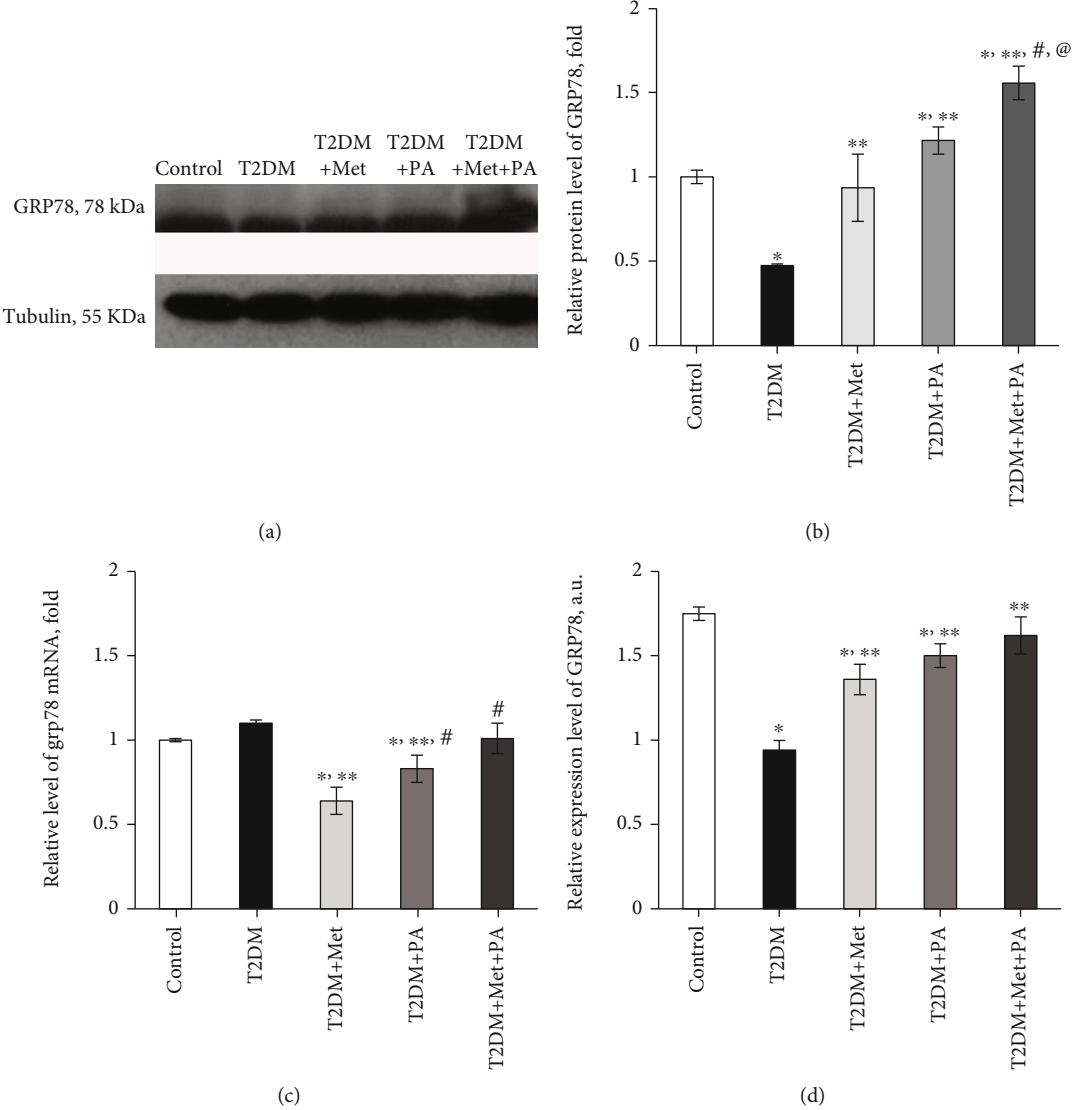 Control
T2DM
T2DM
+Met
T2DM
+PA
T2DM
+Met+PA
GRP78, 78 kDa
Tubulin, 55 KDa
(a)
Relative protein level of GRP78, fold
2
1.5
1
0.5
0
*
**
*, **
*, **, #, @
Control
T2DM
T2DM+Met
T2DM+PA
T2DM+Met+PA
(b)
Relative level of grp78 mRNA, fold
2
1.5
1
0.5
0
*, **
*, **, #
#
Control
T2DM
T2DM+Met
T2DM+PA
T2DM+Met+PA
(c)
Relative expression level of GRP78, a.u.
2
1.5
1
0.5
0
*
*, **
*, **
**
Control
T2DM
T2DM+Met
T2DM+PA
T2DM+Met+PA
(d)